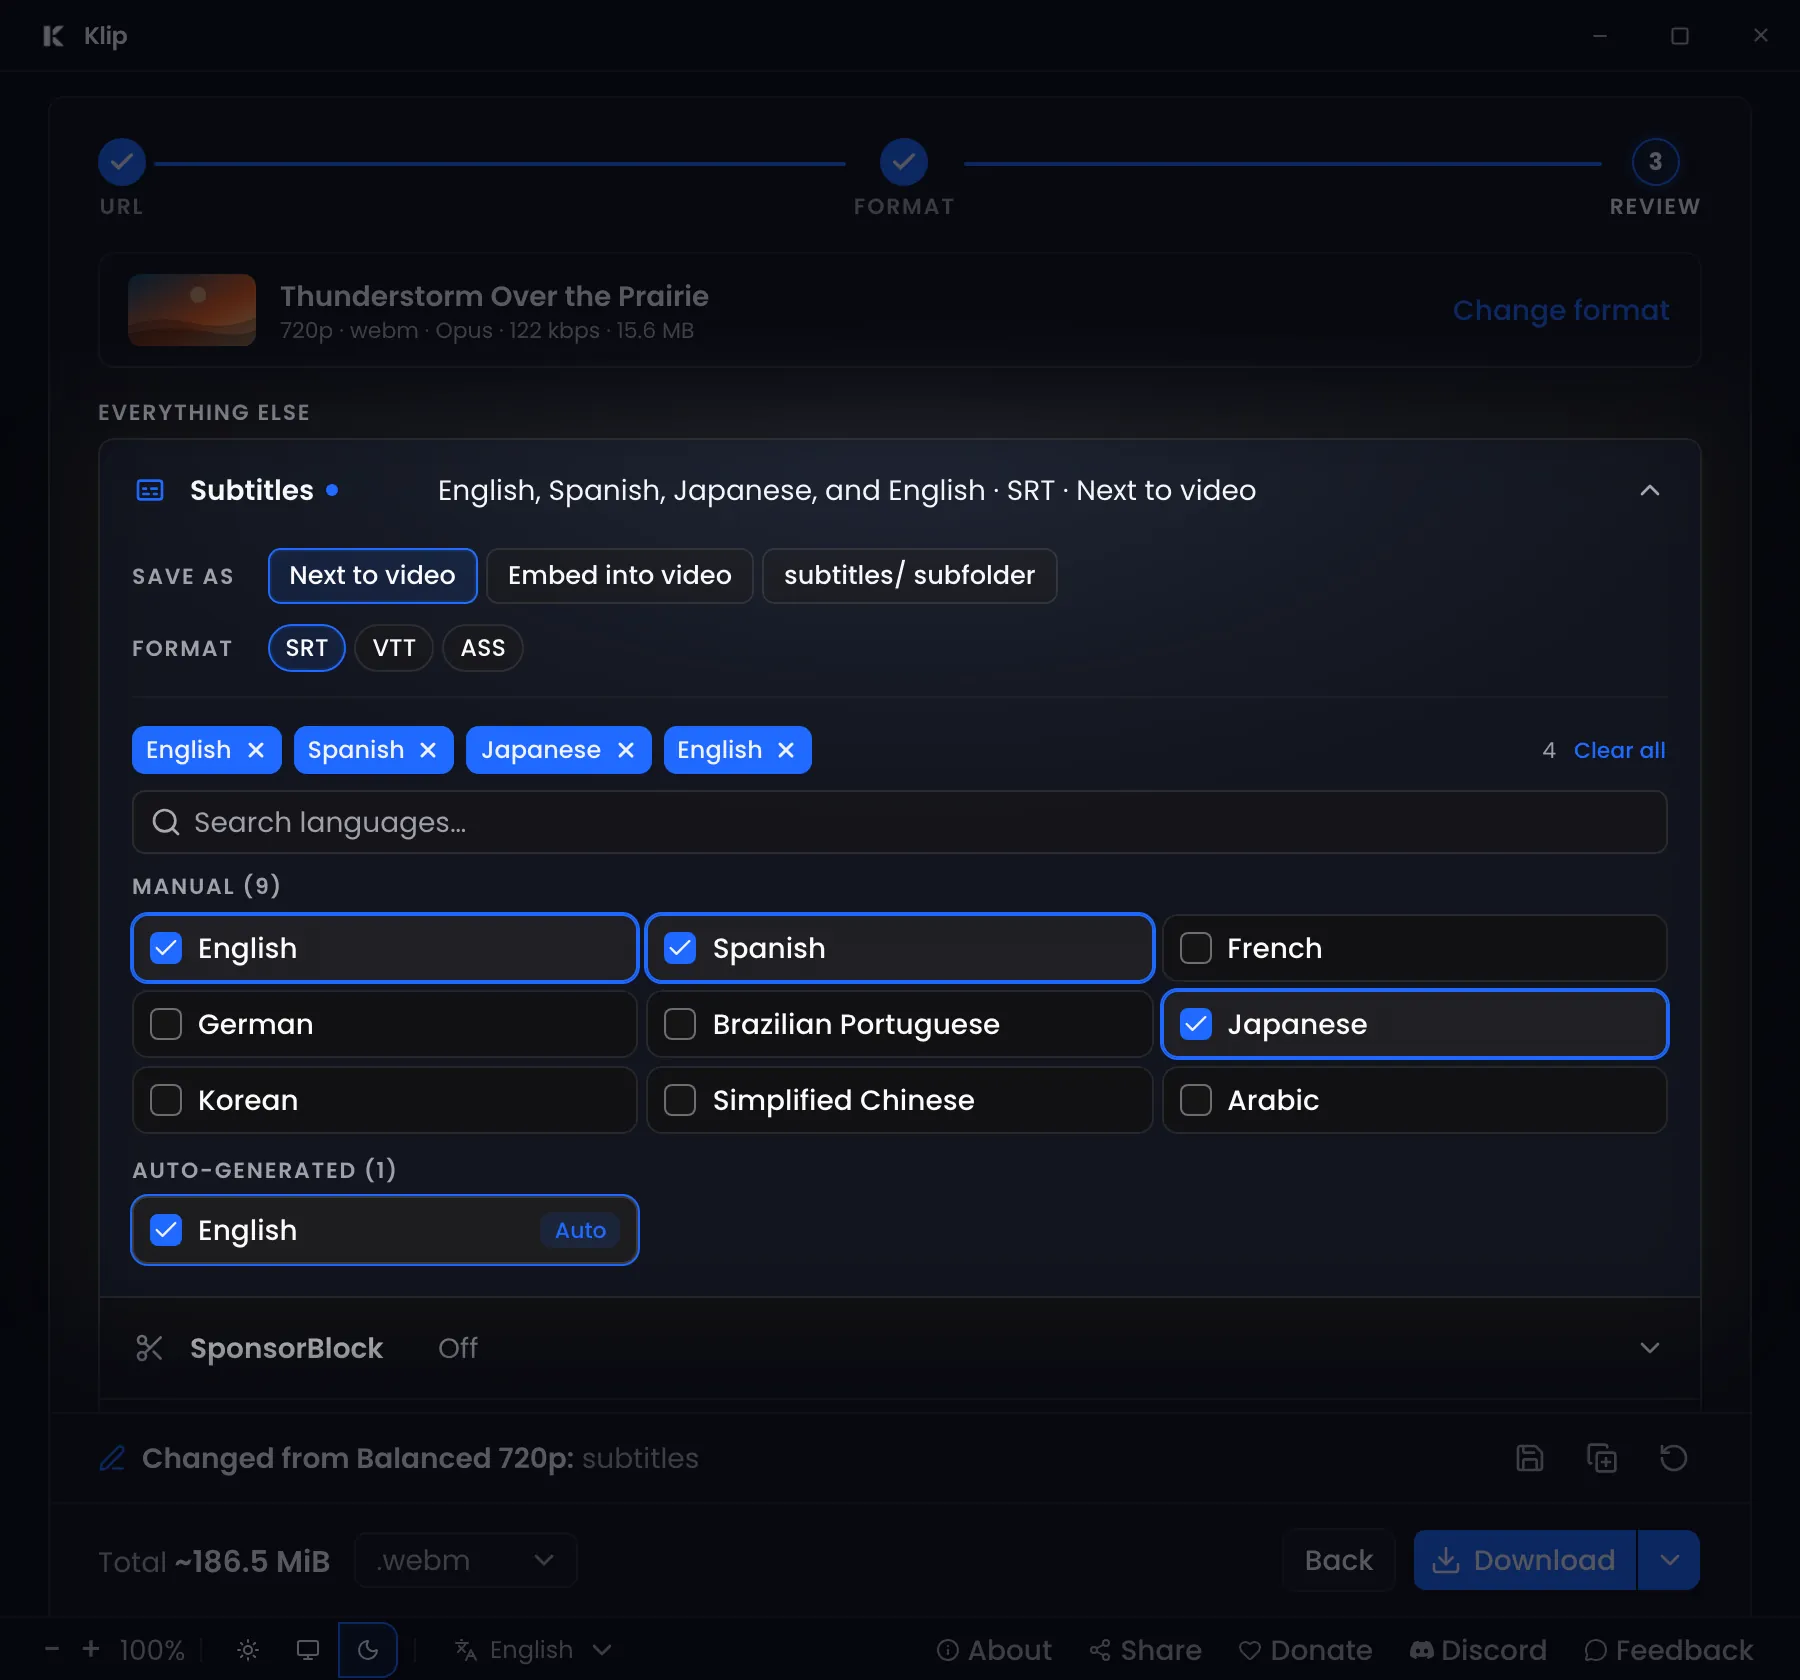 Klip
3
URL
FORMAT
REVIEW
Thunderstorm Over the Prairie
720p · webm · Opus · 122 kbps · 15.6 MB
Change format
EVERYTHING ELSE
Subtitles
English, Spanish, Japanese, and English · SRT · Next to video
SAVE AS
Next to video
Embed into video
subtitles/ subfolder
FORMAT
SRT
VTT
ASS
English
Spanish
Japanese
English
4
Clear all
Search languages...
MANUAL (9)
English
Spanish
French
German
Brazilian Portuguese
Japanese
Korean
Simplified Chinese
Arabic
AUTO-GENERATED (1)
English
Auto
SponsorBlock
Off
Changed from Balanced 720p: subtitles
Total ~186.5 MiB
.webm
Back
Download
100%
English
About
Share
Donate
Discord
Feedback